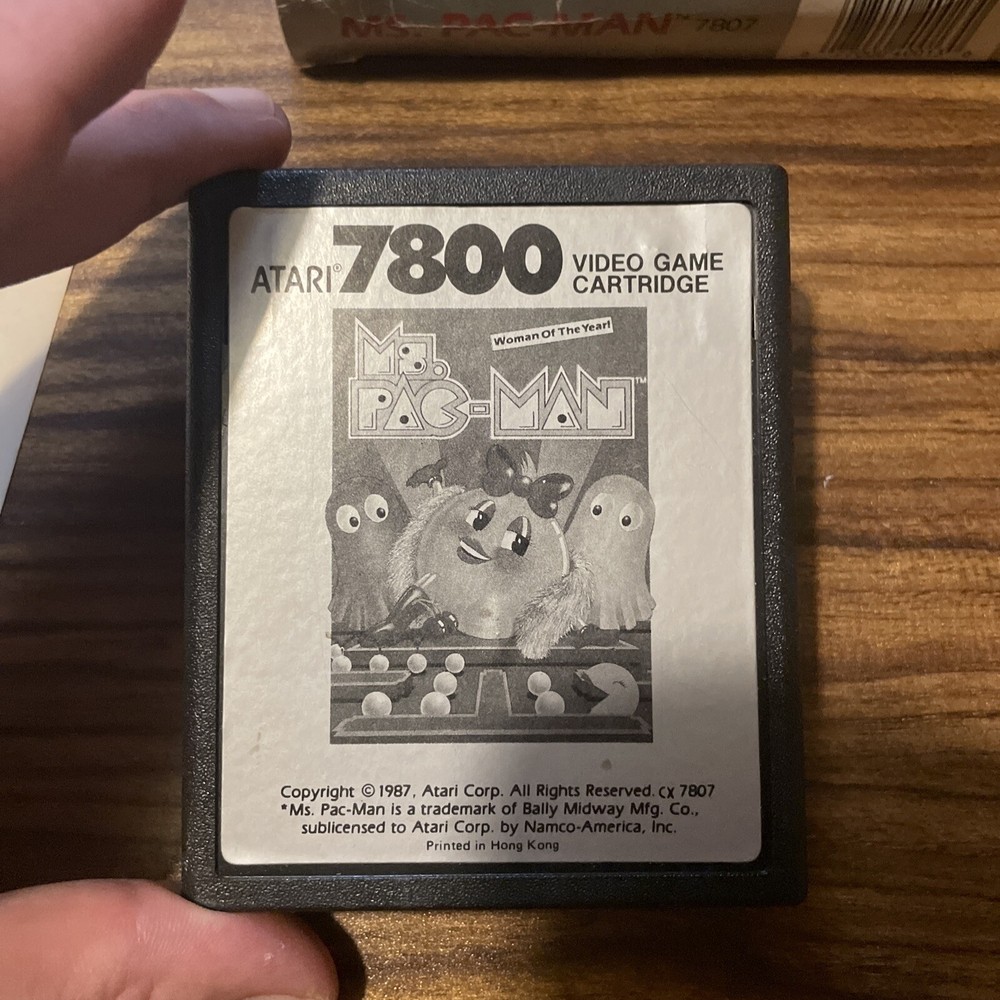 MS. PAC-MAN™ 7807
ATARI® 7800 VIDEO GAME
CARTRIDGE
Woman Of The Year!
MS.
PAC-MAN™
Copyright © 1987, Atari Corp. All Rights Reserved. CX 7807
*Ms. Pac-Man is a trademark of Bally Midway Mfg. Co.,
sublicensed to Atari Corp. by Namco-America, Inc.
Printed in Hong Kong